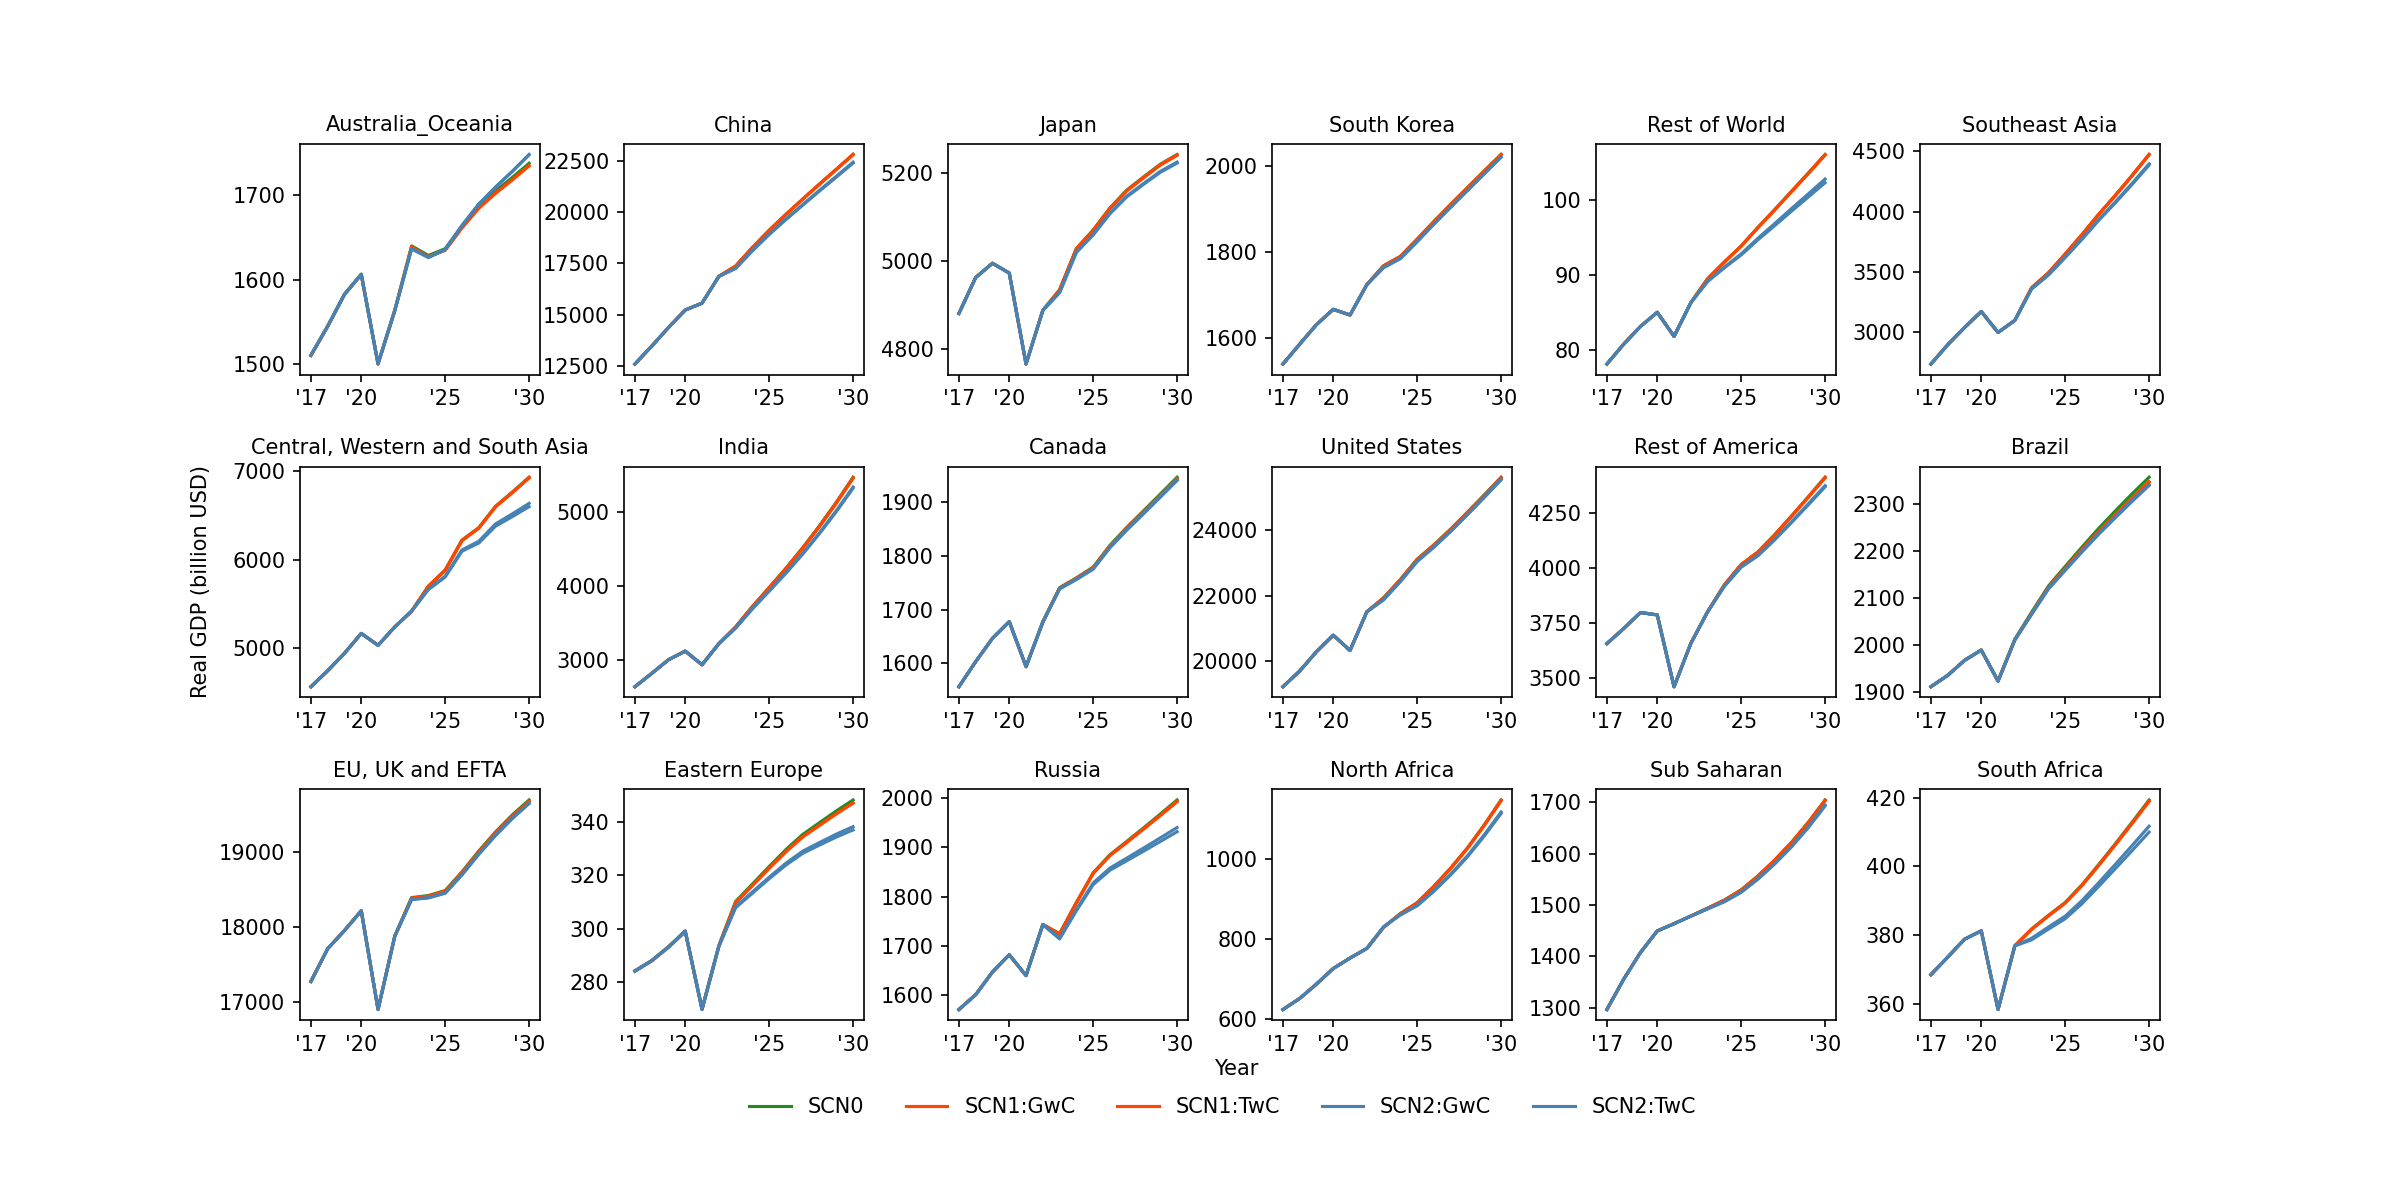 Australia_Oceania
China
Japan
South Korea
Rest of World
Southeast Asia
1700
1600
1500
22500
20000
17500
15000
12500
5200
5000
4800
2000
1800
1600
100
90
80
4500
4000
3500
3000
'17 '20 '25 '30
'17 '20 '25 '30
'17 '20 '25 '30
'17 '20 '25 '30
'17 '20 '25 '30
'17 '20 '25 '30
Central, Western and South Asia
India
Canada
United States
Rest of America
Brazil
Real GDP (billion USD)
7000
6000
5000
5000
4000
3000
1900
1800
1700
1600
24000
22000
20000
4250
4000
3750
3500
2300
2200
2100
2000
1900
'17 '20 '25 '30
'17 '20 '25 '30
'17 '20 '25 '30
'17 '20 '25 '30
'17 '20 '25 '30
'17 '20 '25 '30
EU, UK and EFTA
Eastern Europe
Russia
North Africa
Sub Saharan
South Africa
19000
18000
17000
340
320
300
280
2000
1900
1800
1700
1600
1000
800
600
1700
1600
1500
1400
1300
420
400
380
360
'17 '20 '25 '30
'17 '20 '25 '30
'17 '20 '25 '30
'17 '20 '25 '30
'17 '20 '25 '30
'17 '20 '25 '30
Year
SCN0 SCN1:GwC SCN1:TwC SCN2:GwC SCN2:TwC